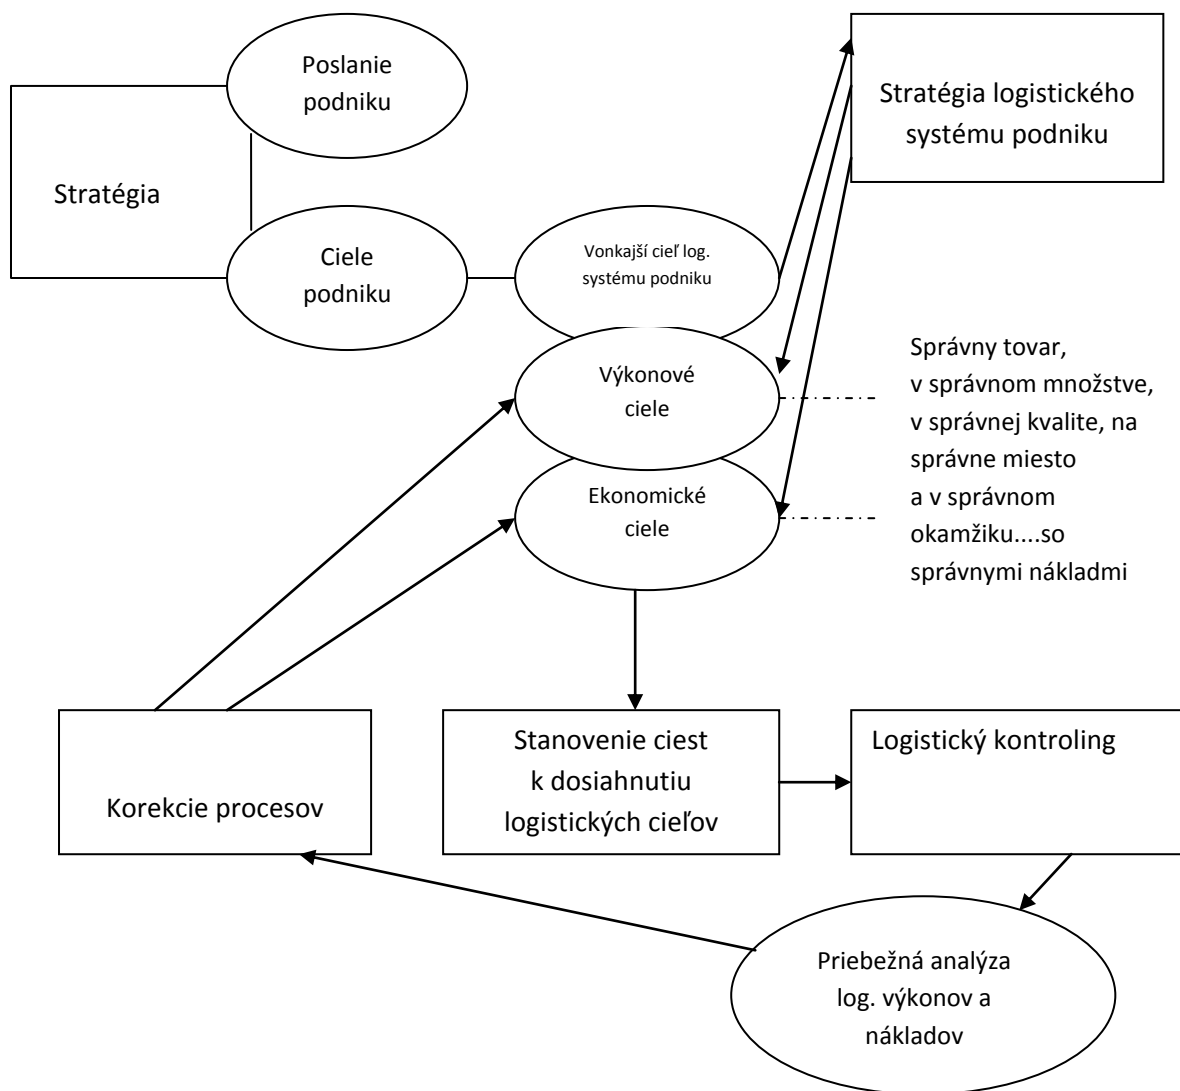 Poslanie
podniku
Stratégia logistického
systému podniku
Stratégia
Ciele
podniku
Vonkajší cieľ log.
systému podniku
Výkonové
ciele
Ekonomické
ciele
Správny tovar,
v správnom množstve,
v správnej kvalite, na
správne miesto
a v správnom
okamžiku....so
správnymi nákladmi
Korekcie procesov
Stanovenie ciest
k dosiahnutiu
logistických cieľov
Logistický kontroling
Priebežná analýza
log. výkonov a
nákladov